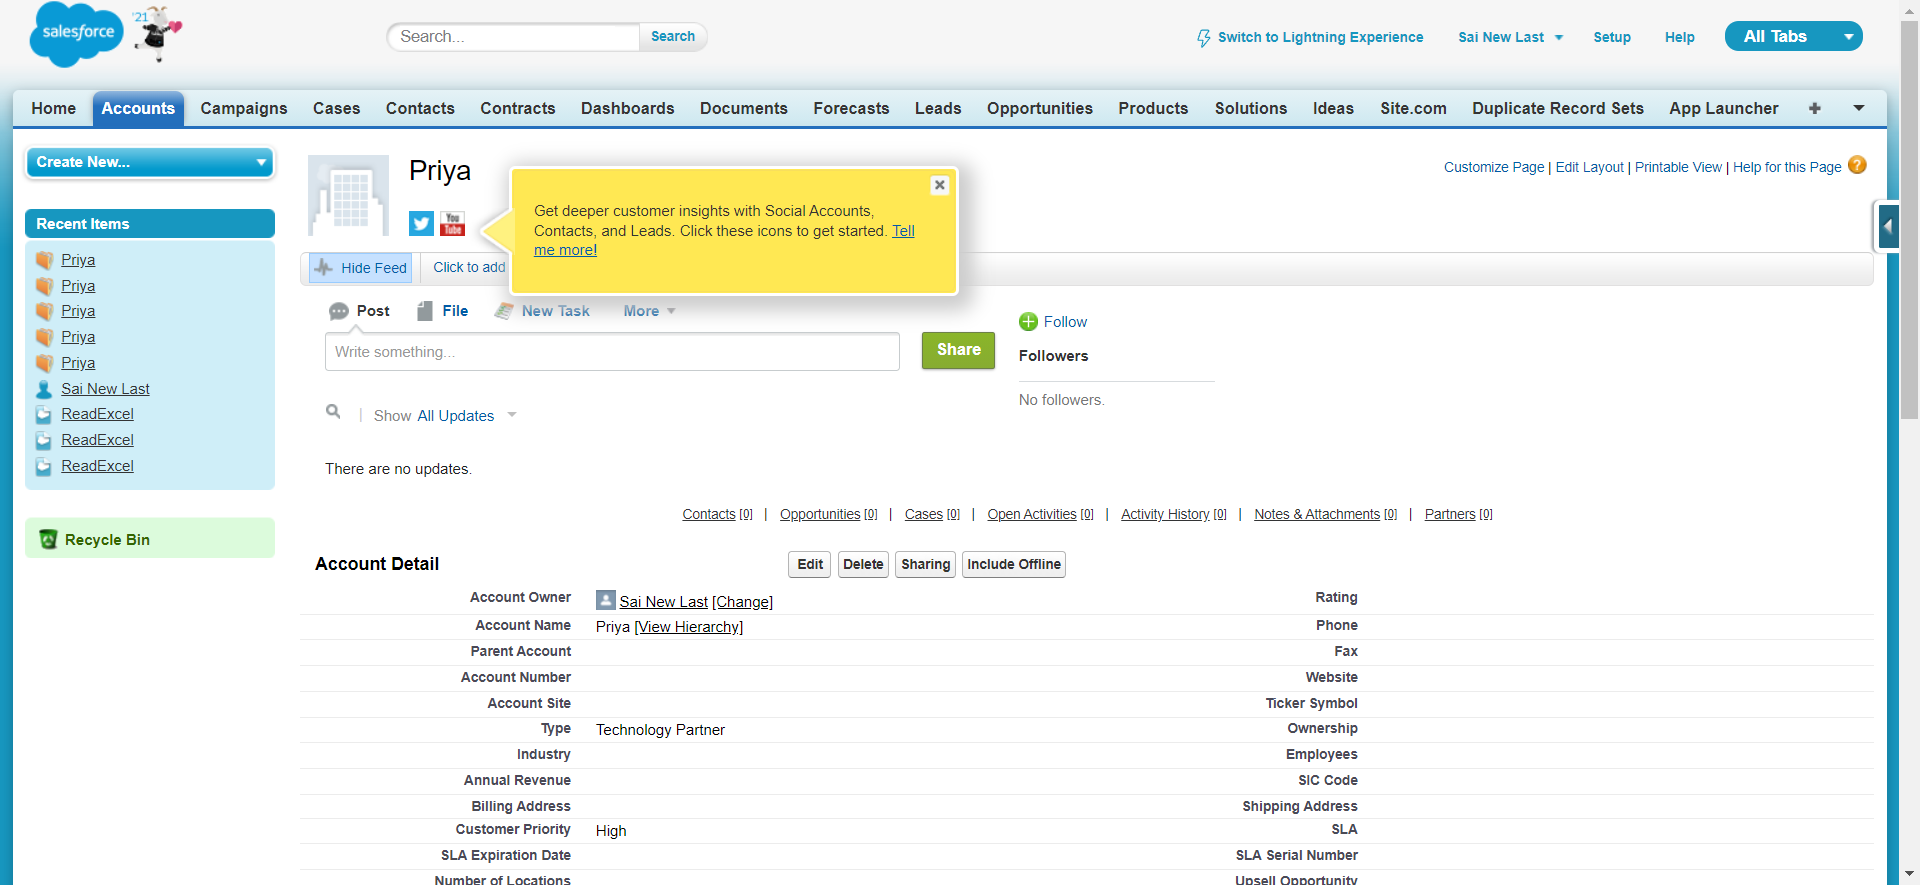 salesforce
'21
Search...
Search
Switch to Lightning Experience
Sai New Last
Setup
Help
All Tabs
Home Accounts Campaigns Cases Contacts Contracts Dashboards Documents Forecasts Leads Opportunities Products Solutions Ideas Site.com Duplicate Record Sets App Launcher +
Create New...
Recent Items
Priya
Priya
Priya
Priya
Priya
Sai New Last
ReadExcel
ReadExcel
ReadExcel
Recycle Bin
Priya
Customize Page | Edit Layout | Printable View | Help for this Page ?
You
Tube
Get deeper customer insights with Social Accounts,
Contacts, and Leads. Click these icons to get started. Tell
me more!
Hide Feed
Click to add
Post File New Task More
Write something...
Share
Follow
Followers
No followers.
Show All Updates
There are no updates.
Contacts [0] | Opportunities [0] | Cases [0] | Open Activities [0] | Activity History [0] | Notes & Attachments [0] | Partners [0]
Account Detail
Edit Delete Sharing Include Offline
Account Owner Sai New Last [Change] Rating
Account Name Priya [View Hierarchy] Phone
Parent Account Fax
Account Number Website
Account Site Ticker Symbol
Type Technology Partner Ownership
Industry Employees
Annual Revenue SIC Code
Billing Address Shipping Address
Customer Priority High SLA
SLA Expiration Date SLA Serial Number
Number of Locations Upsell Opportunity